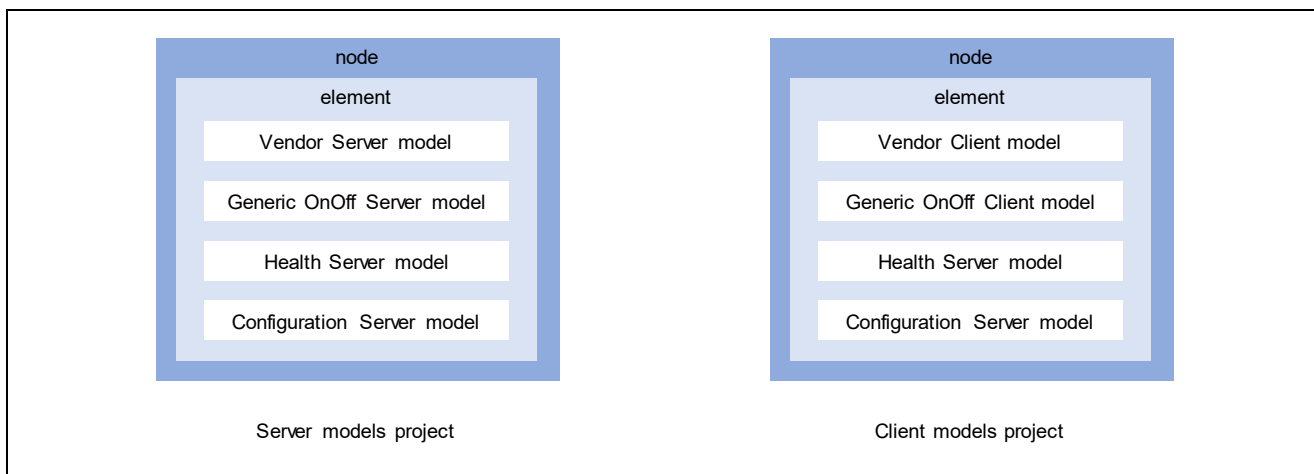 node
element
Vendor Server model
Generic OnOff Server model
Health Server model
Configuration Server model
Server models project
node
element
Vendor Client model
Generic OnOff Client model
Health Server model
Configuration Server model
Client models project